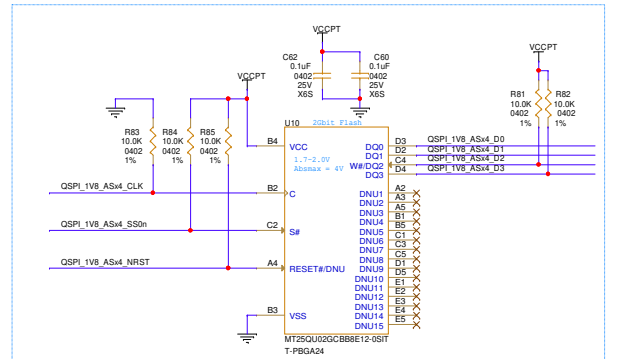 VCCPT
C62
0.1uF
0402
25V
X6S
C60
0.1uF
0402
25V
X6S
VCCPT
R81
10.0K
0402
1%
R82
10.0K
0402
1%
VCCPT
R83
10.0K
0402
1%
R84
10.0K
0402
1%
R85
10.0K
0402
1%
U10
2Gbit Flash
B4
VCC
1.7-2.0V
Absmax = 4V
QSPI_1V8_ASx4_CLK
B2
C
QSPI_1V8_ASx4_SS0n
C2
S#
QSPI_1V8_ASx4_NRST
A4
RESET#/DNU
B3
VSS
DQ0 D3 QSPI_1V8_ASx4_D0
DQ1 D2 QSPI_1V8_ASx4_D1
W#/DQ2 C4 QSPI_1V8_ASx4_D2
DQ3 D4 QSPI_1V8_ASx4_D3
DNU1 A2
DNU2 A3
DNU3 A5
DNU4 B1
DNU5 B5
DNU6 C1
DNU7 C3
DNU8 C5
DNU9 D1
DNU10 D5
DNU11 E1
DNU12 E2
DNU13 E3
DNU14 E4
DNU15 E5
MT25QU02GCBB8E12-0SIT
T-PBGA24